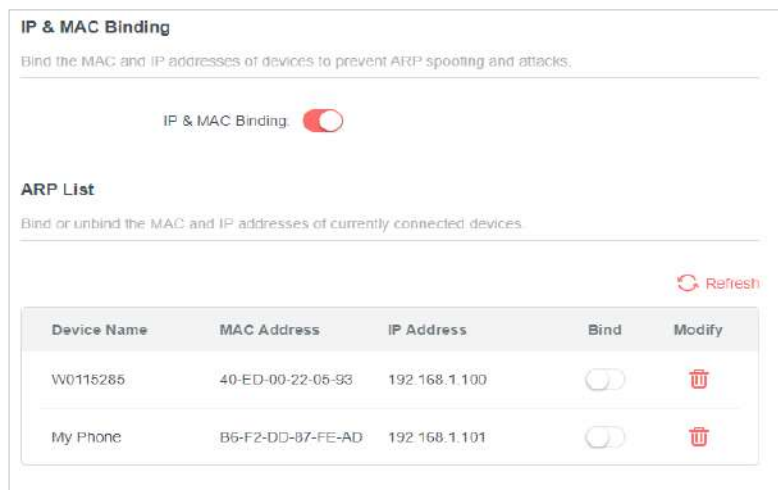 IP & MAC Binding
Bind the MAC and IP addresses of devices to prevent ARP spoofing and attacks.
IP & MAC Binding:
ARP List
Bind or unbind the MAC and IP addresses of currently connected devices.
Refresh
Device Name MAC Address IP Address Bind Modify
W0115285 40-ED-00-22-05-93 192.168.1.100
My Phone B6-F2-DD-87-FE-AD 192.168.1.101